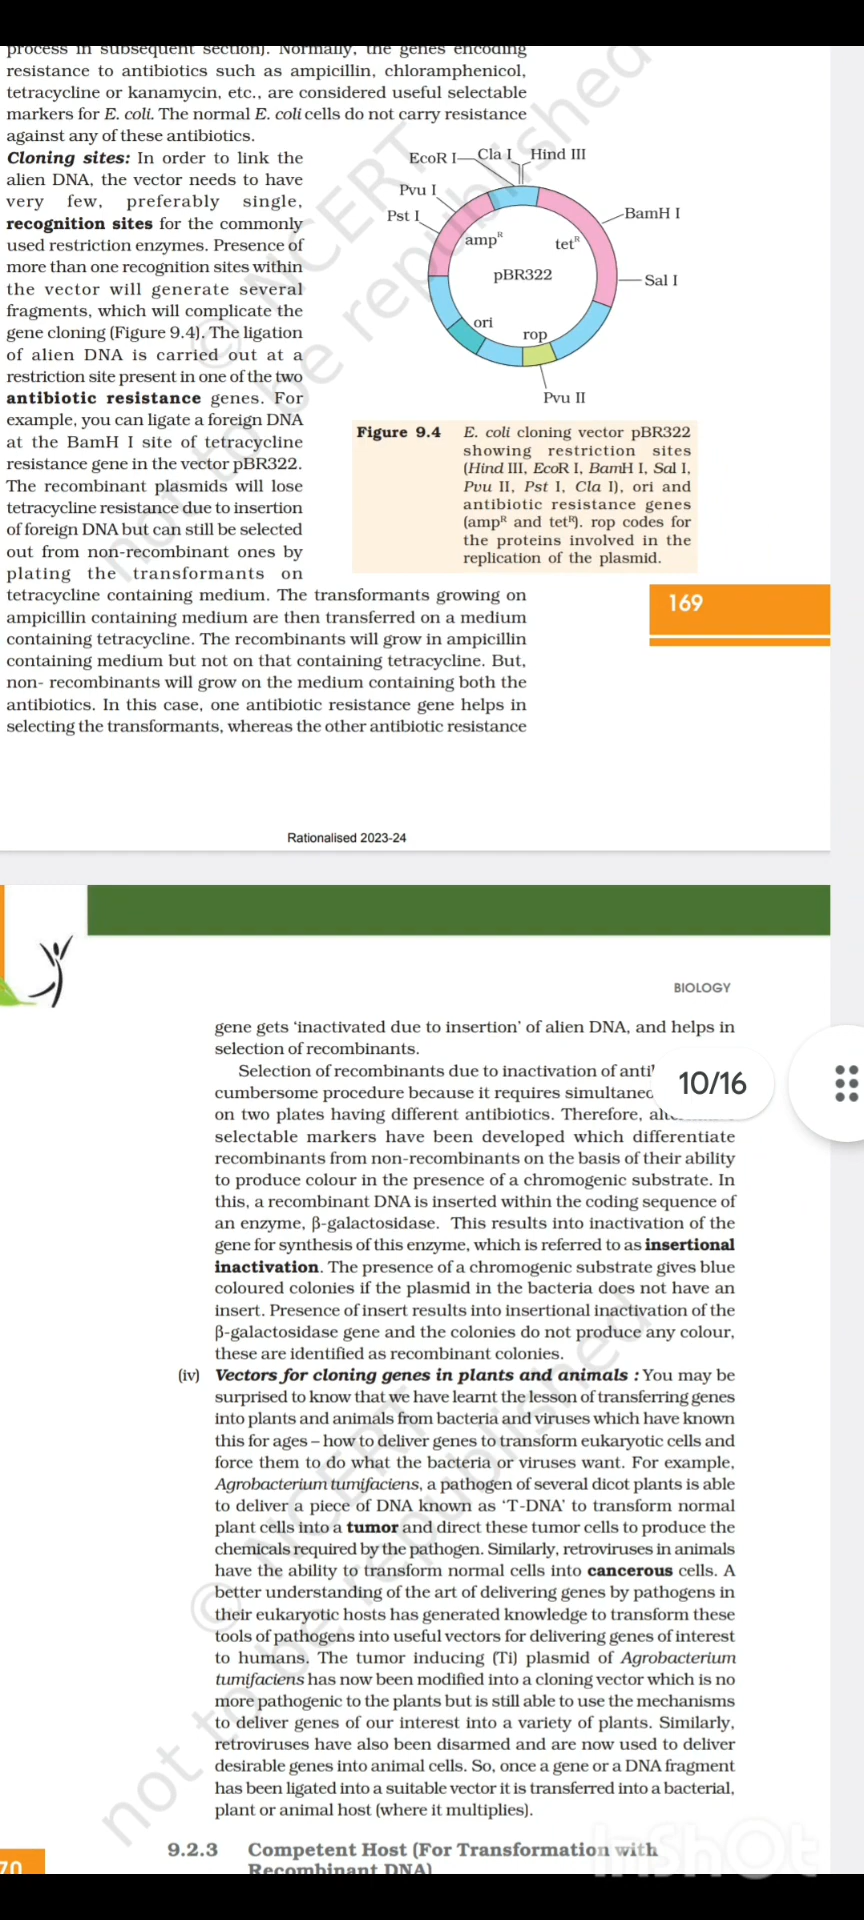 process in subsequent section). Normally, the genes encoding
resistance to antibiotics such as ampicillin, chloramphenicol,
tetracycline or kanamycin, etc., are considered useful selectable
markers for E. coli. The normal E. coli cells do not carry resistance
against any of these antibiotics.
Cloning sites: In order to link the
alien DNA, the vector needs to have
very few, preferably single,
recognition sites for the commonly
used restriction enzymes. Presence of
more than one recognition sites within
the vector will generate several
fragments, which will complicate the
gene cloning (Figure 9.4). The ligation
of alien DNA is carried out at a
restriction site present in one of the two
antibiotic resistance genes. For
example, you can ligate a foreign DNA
at the BamH I site of tetracycline
resistance gene in the vector pBR322.
The recombinant plasmids will lose
tetracycline resistance due to insertion
of foreign DNA but can still be selected
out from non-recombinant ones by
plating the transformants on
tetracycline containing medium. The transformants growing on
ampicillin containing medium are then transferred on a medium
containing tetracycline. The recombinants will grow in ampicillin
containing medium but not on that containing tetracycline. But,
non- recombinants will grow on the medium containing both the
antibiotics. In this case, one antibiotic resistance gene helps in
selecting the transformants, whereas the other antibiotic resistance
EcoR I
Cla I
Hind III
Pvu I
Pst I
BamH I
Sal I
ampR
tetR
pBR322
ori
rop
Pvu II
Figure 9.4 E. coli cloning vector pBR322
showing restriction sites
(Hind III, EcoR I, BamH I, Sal I,
Pvu II, Pst I, Cla I), ori and
antibiotic resistance genes
(ampR and tetR). rop codes for
the proteins involved in the
replication of the plasmid.
169
© NCERT
not to be republished
Rationalised 2023-24
BIOLOGY
gene gets ‘inactivated due to insertion’ of alien DNA, and helps in
selection of recombinants.
Selection of recombinants due to inactivation of
cumbersome procedure because it requires
on two plates having different antibiotics. Therefore,
selectable markers have been developed which differentiate
recombinants from non-recombinants on the basis of their ability
to produce colour in the presence of a chromogenic substrate. In
this, a recombinant DNA is inserted within the coding sequence of
an enzyme, β-galactosidase. This results into inactivation of the
gene for synthesis of this enzyme, which is referred to as insertional
inactivation. The presence of a chromogenic substrate gives blue
coloured colonies if the plasmid in the bacteria does not have an
insert. Presence of insert results into insertional inactivation of the
β-galactosidase gene and the colonies do not produce any colour,
these are identified as recombinant colonies.
10/16
(iv) Vectors for cloning genes in plants and animals : You may be
surprised to know that we have learnt the lesson of transferring genes
into plants and animals from bacteria and viruses which have known
this for ages – how to deliver genes to transform eukaryotic cells and
force them to do what the bacteria or viruses want. For example,
Agrobacterium tumifaciens, a pathogen of several dicot plants is able
to deliver a piece of DNA known as ‘T-DNA’ to transform normal
plant cells into a tumor and direct these tumor cells to produce the
chemicals required by the pathogen. Similarly, retroviruses in animals
have the ability to transform normal cells into cancerous cells. A
better understanding of the art of delivering genes by pathogens in
their eukaryotic hosts has generated knowledge to transform these
tools of pathogens into useful vectors for delivering genes of interest
to humans. The tumor inducing (Ti) plasmid of Agrobacterium
tumifaciens has now been modified into a cloning vector which is no
more pathogenic to the plants but is still able to use the mechanisms
to deliver genes of our interest into a variety of plants. Similarly,
retroviruses have also been disarmed and are now used to deliver
desirable genes into animal cells. So, once a gene or a DNA fragment
has been ligated into a suitable vector it is transferred into a bacterial,
plant or animal host (where it multiplies).
© NCERT
not to be republished
9.2.3 Competent Host (For Transformation with
Recombinant DNA)
70
InShOt